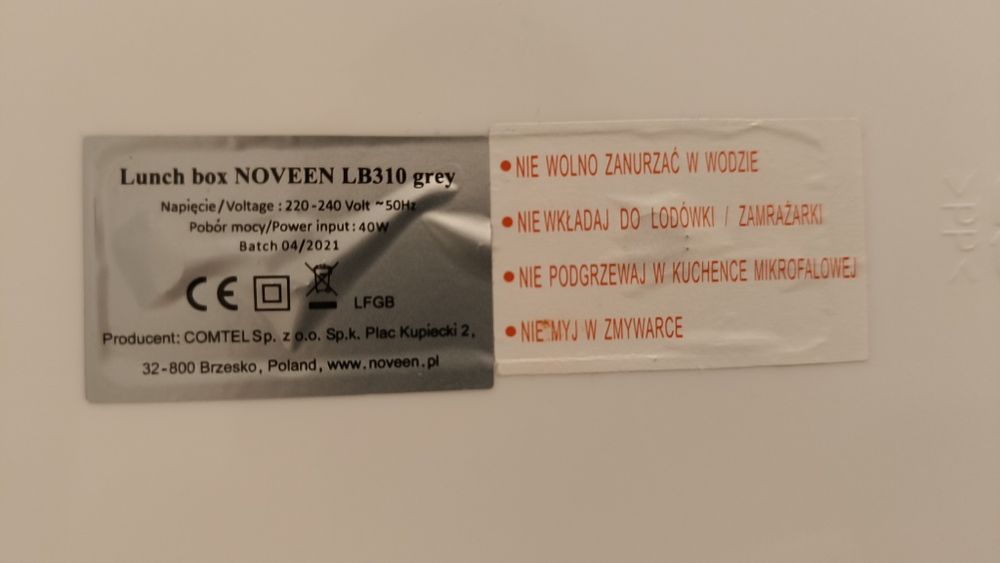 Lunch box NOVEEN LB310 grey
Napięcie/Voltage : 220-240 Volt ~50Hz
Pobór mocy/Power input : 40W
Batch 04/2021
CE
LFGB
Producent: COMTEL Sp. z o.o. Sp.k. Plac Kupiecki 2,
32-800 Brzesko, Poland, www.noveen.pl
• NIE WOLNO ZANURZAĆ W WODZIE
• NIE WKŁADAJ DO LODÓWKI / ZAMRAŻARKI
• NIE PODGRZEWAJ W KUCHENCE MIKROFALOWEJ
• NIE MYJ W ZMYWARCE
>PP<